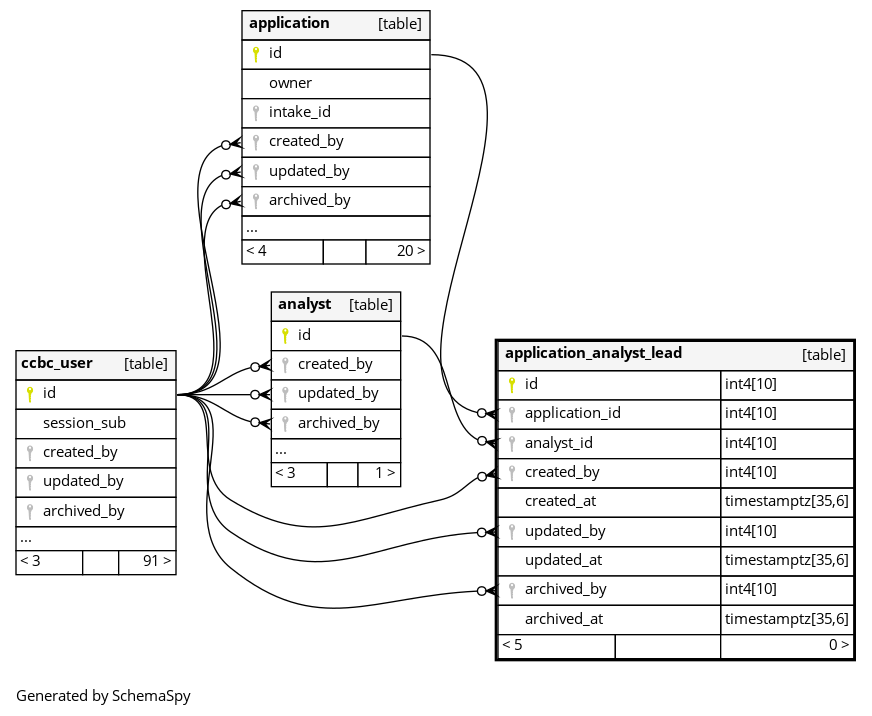 application [table]
id
owner
intake_id
created_by
updated_by
archived_by
...
< 4 20 >
analyst [table]
id
created_by
updated_by
archived_by
...
< 3 1 >
ccbc_user [table]
id
session_sub
created_by
updated_by
archived_by
...
< 3 91 >
application_analyst_lead [table]
id int4[10]
application_id int4[10]
analyst_id int4[10]
created_by int4[10]
created_at timestamptz[35,6]
updated_by int4[10]
updated_at timestamptz[35,6]
archived_by int4[10]
archived_at timestamptz[35,6]
< 5 0 >
Generated by SchemaSpy